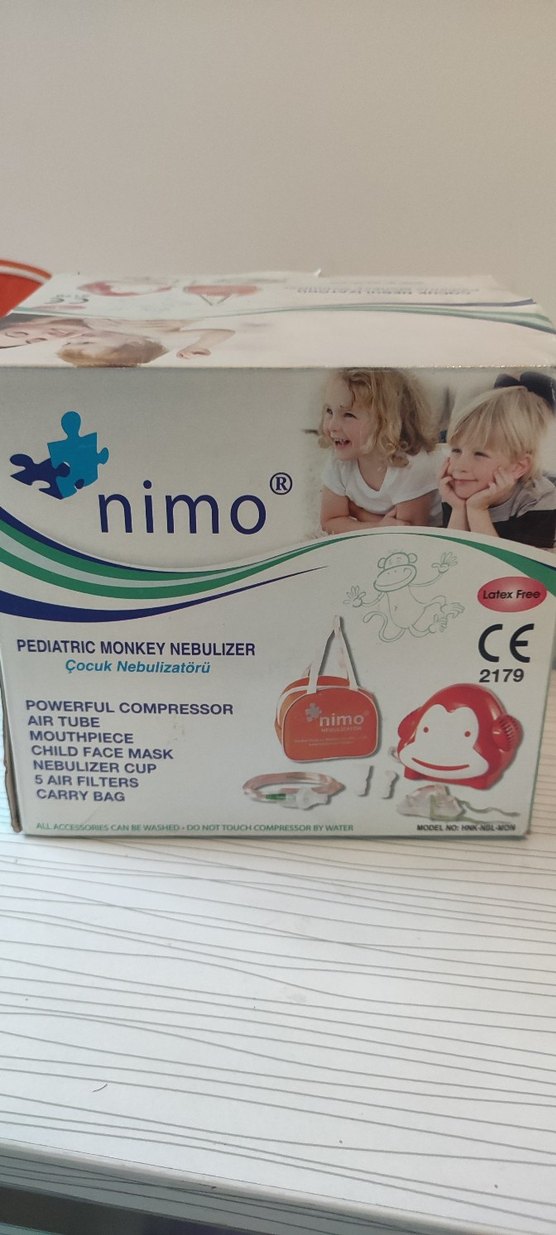 nimo®
Latex Free
CE
2179
PEDIATRIC MONKEY NEBULIZER
Çocuk Nebulizatörü
POWERFUL COMPRESSOR
AIR TUBE
MOUTHPIECE
CHILD FACE MASK
NEBULIZER CUP
5 AIR FILTERS
CARRY BAG
nimo
NEBULIZATOR
ALL ACCESSORIES CAN BE WASHED - DO NOT TOUCH COMPRESSOR BY WATER
MODEL NO: HNK-NBL-MON